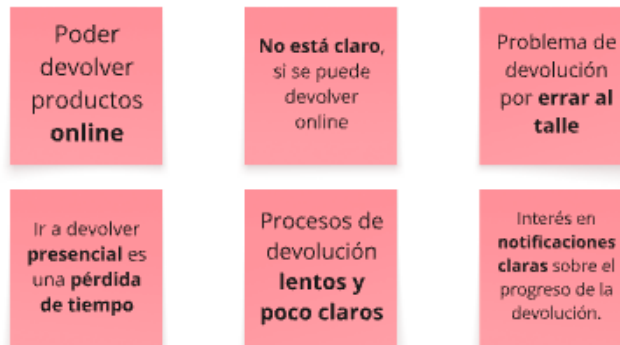 Poder
devolver
productos
online
No está claro,
si se puede
devolver
online
Problema de
devolución
por errar al
talle
Ir a devolver
presencial es
una pérdida
de tiempo
Procesos de
devolución
lentos y
poco claros
Interés en
notificaciones
claras sobre el
progreso de la
devolución.